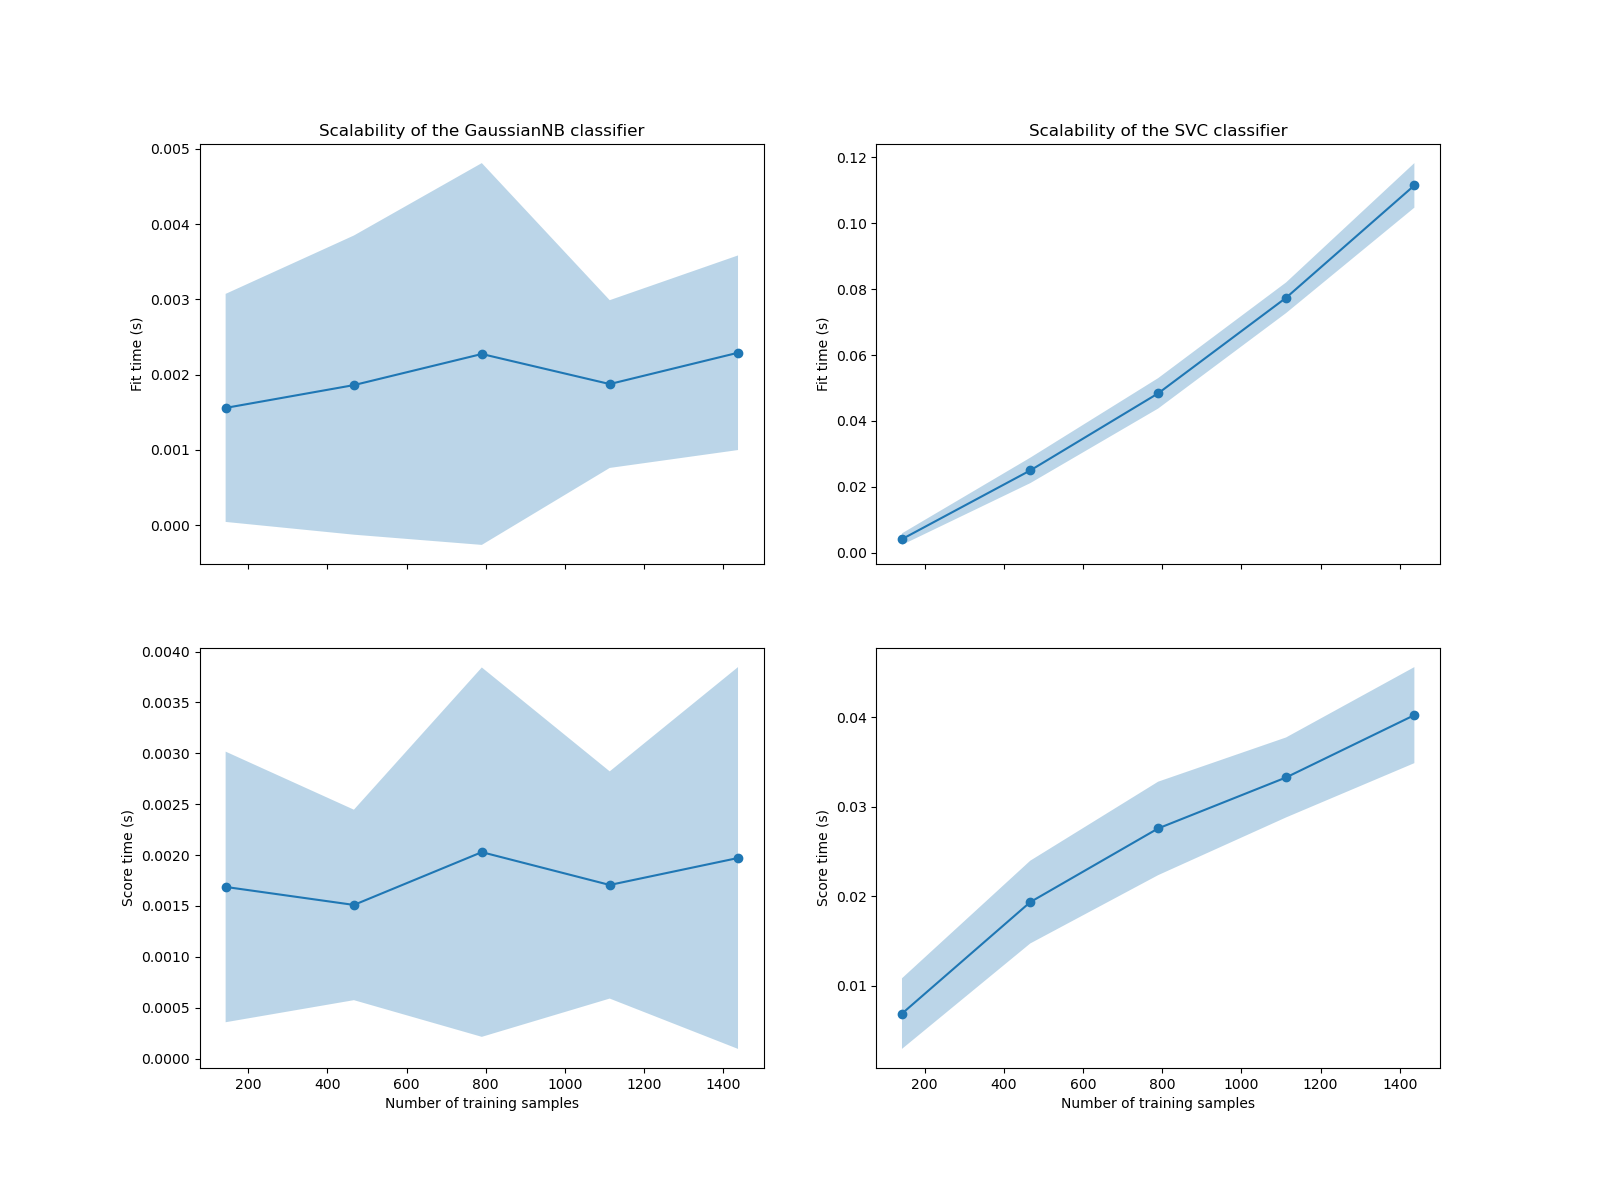 Scalability of the GaussianNB classifier
0.005
0.004
0.003
0.002
0.001
0.000
Fit time (s)
Scalability of the SVC classifier
0.12
0.10
0.08
0.06
0.04
0.02
0.00
Fit time (s)
0.0040
0.0035
0.0030
0.0025
0.0020
0.0015
0.0010
0.0005
0.0000
Score time (s)
200 400 600 800 1000 1200 1400
Number of training samples
0.04
0.03
0.02
0.01
Score time (s)
200 400 600 800 1000 1200 1400
Number of training samples